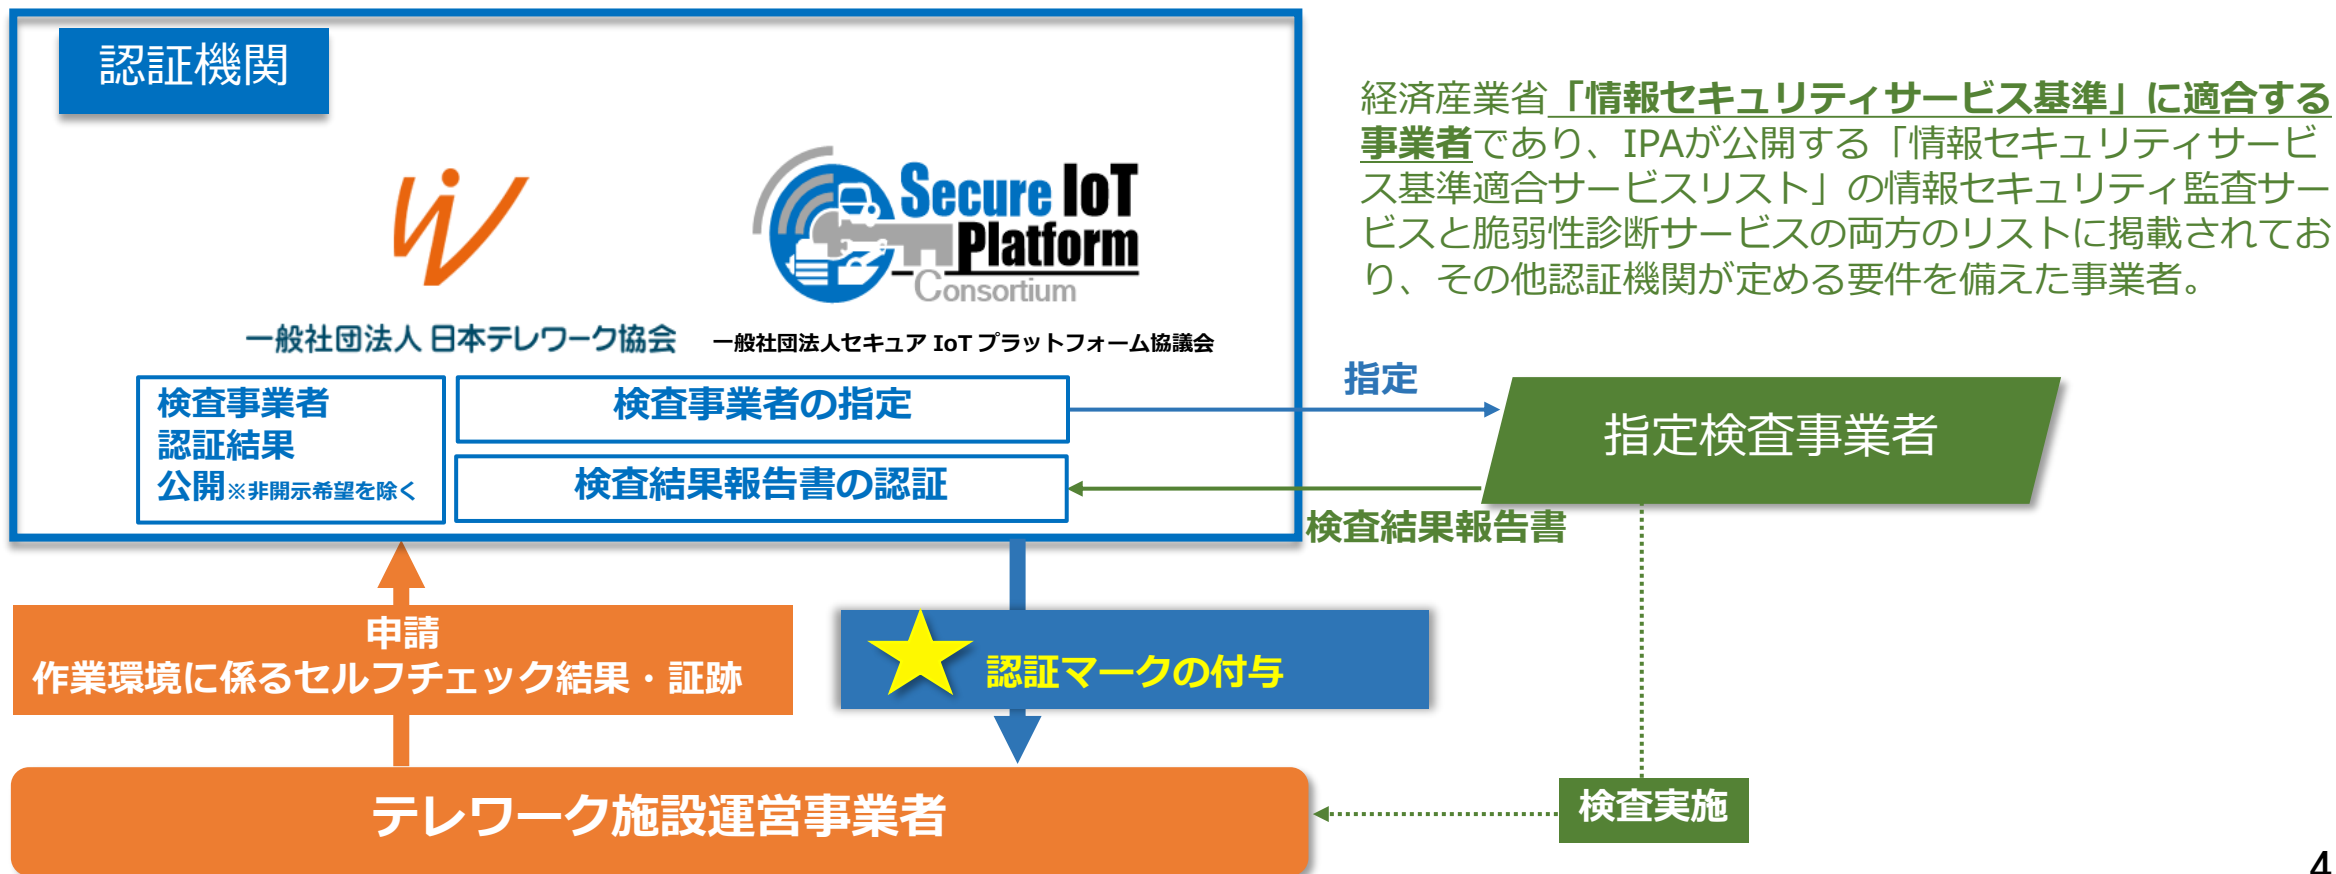 認証機関
経済産業省「情報セキュリティサービス基準」に適合する
事業者であり、IPAが公開する「情報セキュリティサービ
ス基準適合サービスリスト」の情報セキュリティ監査サー
ビスと脆弱性診断サービスの両方のリストに掲載されてお
り、その他認証機関が定める要件を備えた事業者。
Secure IoT
Platform
Consortium
一般社団法人 日本テレワーク協会
一般社団法人セキュア IoT プラットフォーム協議会
検査事業者
認証結果
公開※非開示希望を除く
検査事業者の指定
検査結果報告書の認証
指定
指定検査事業者
検査結果報告書
申請
作業環境に係るセルフチェック結果・証跡
認証マークの付与
テレワーク施設運営事業者
検査実施
4